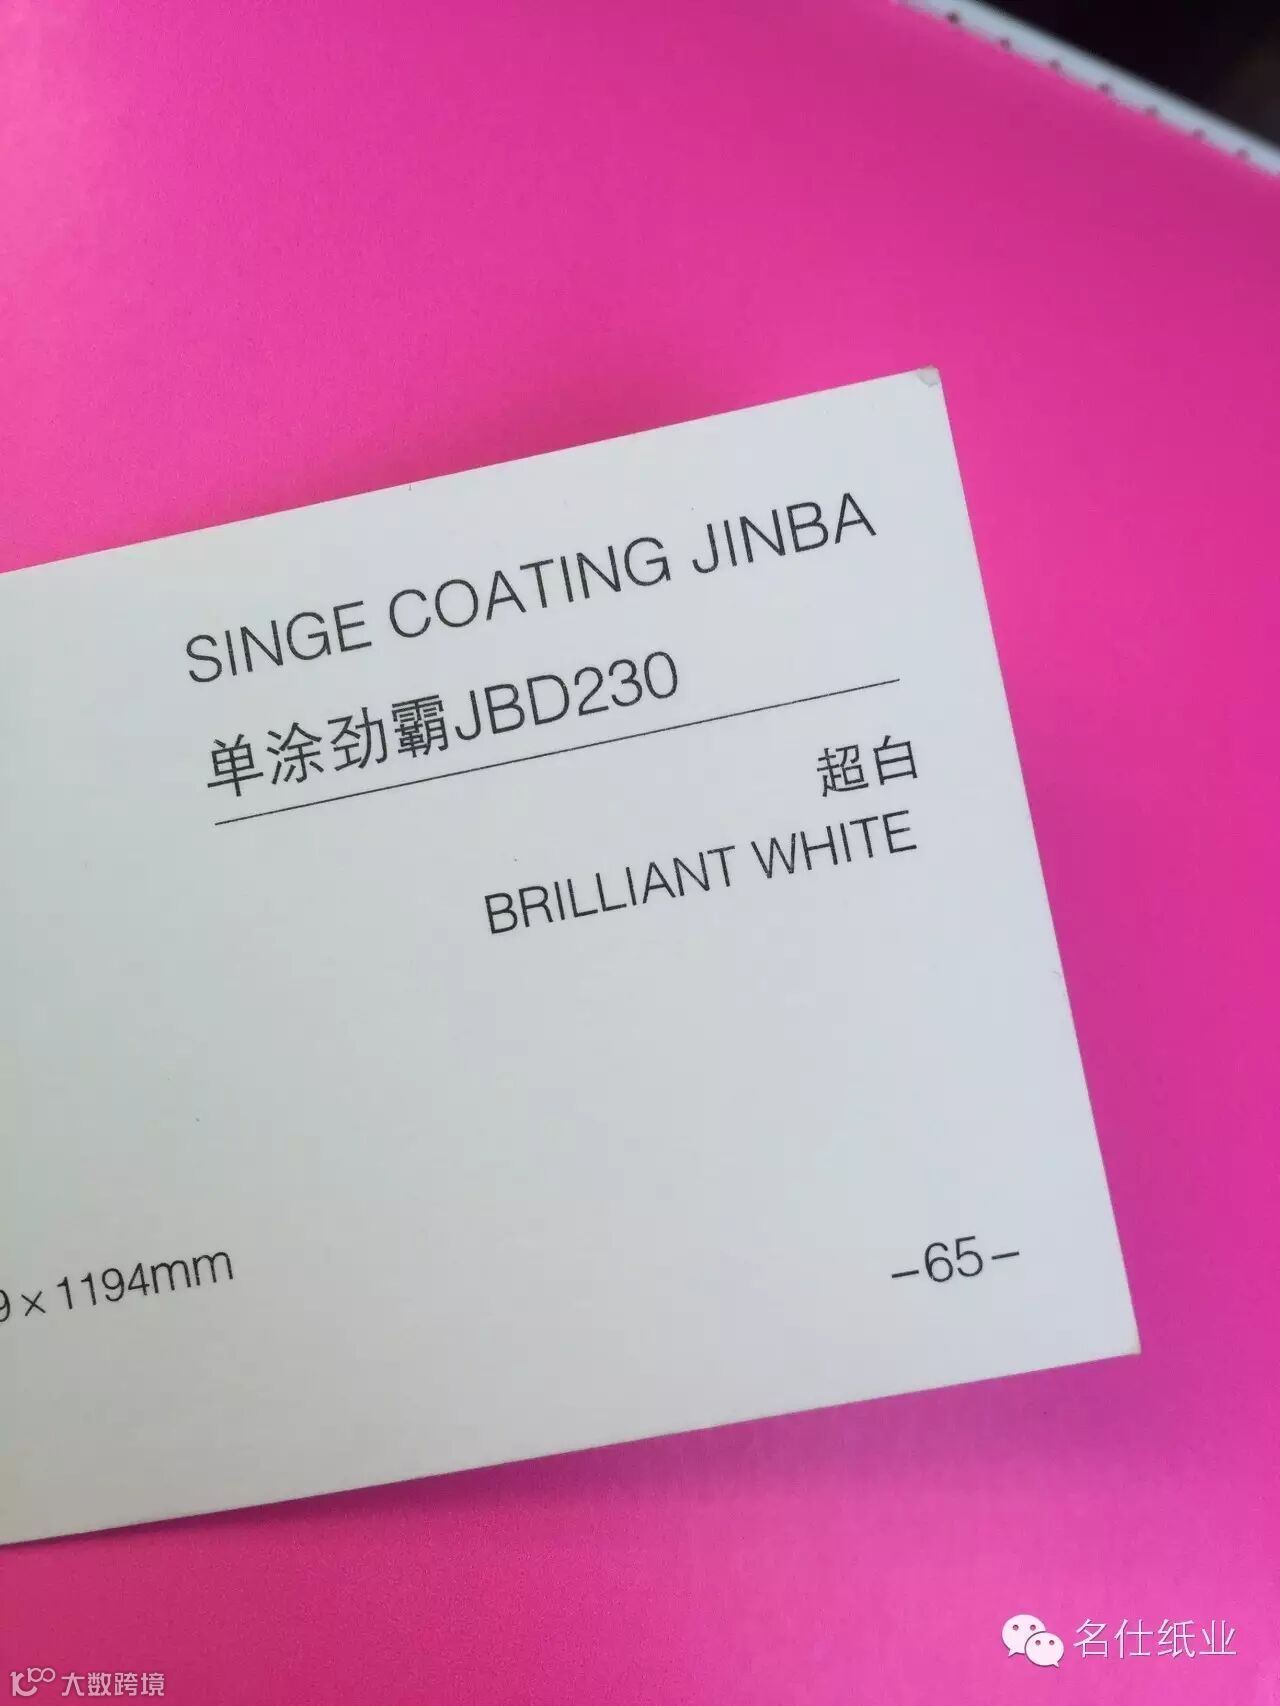 SINGE COATING JINBA
单涂劲霸JBD230
超白
BRILLIANT WHITE
9×1194mm
-65-
名仕纸业
大数跨境